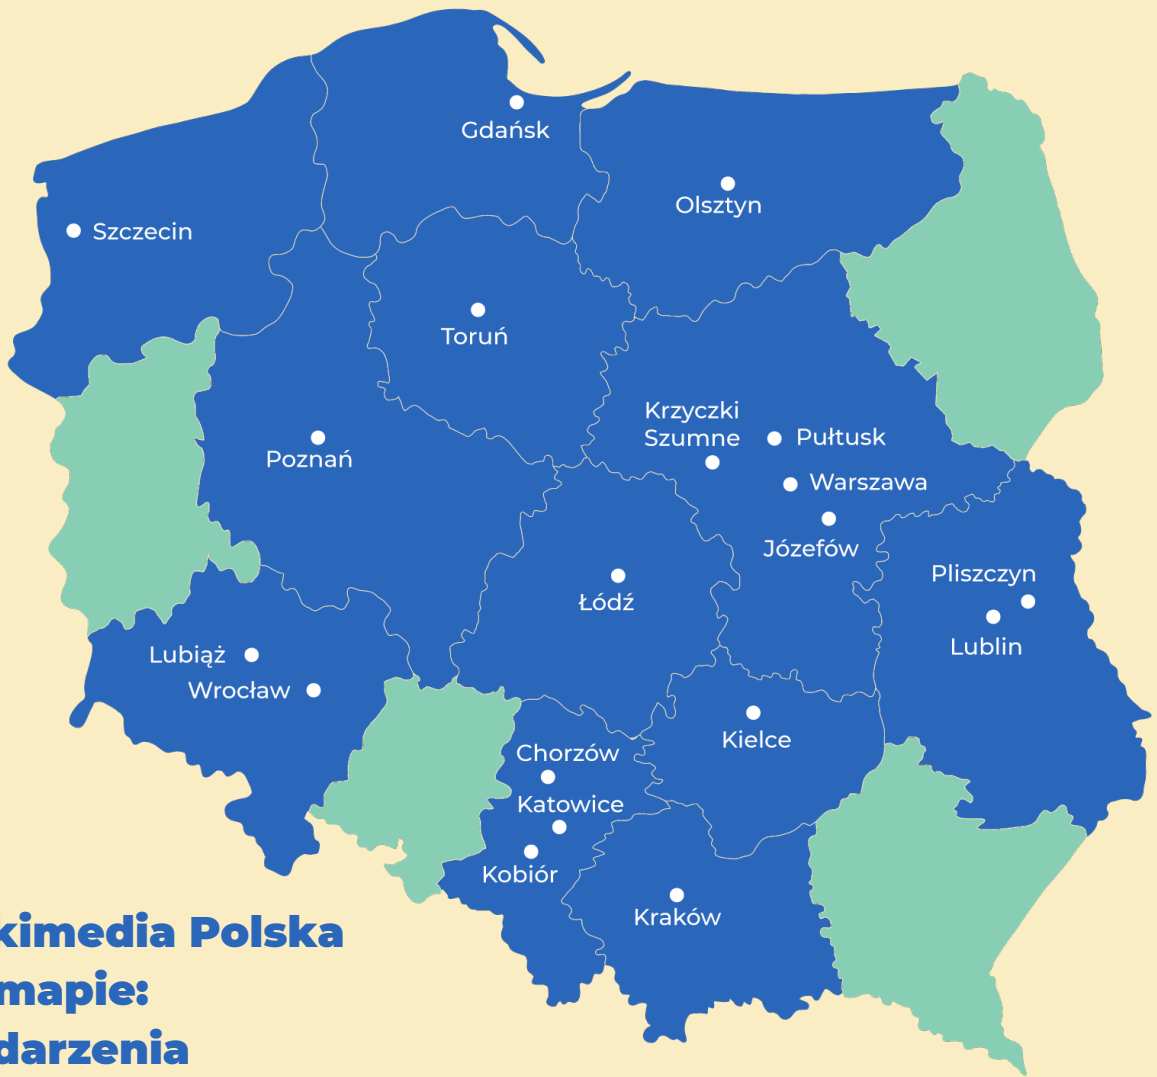 Gdańsk
Olsztyn
Szczecin
Toruń
Krzyczki
Szumne
Pułtusk
Poznań
Warszawa
Józefów
Pliszczyn
Łódź
Lublin
Lubiąż
Wrocław
Kielce
Chorzów
Katowice
Kobiór
Kraków
kimedia Polska
mapie:
darzenia